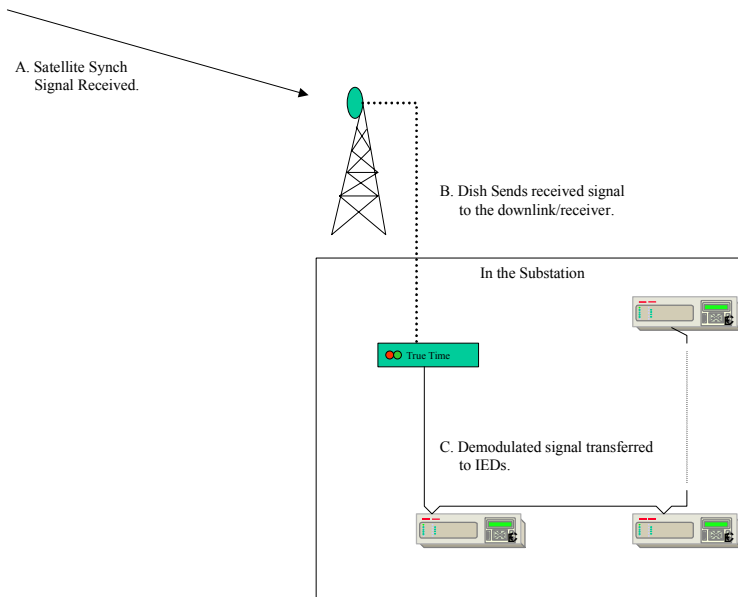 A. Satellite Synch
Signal Received.
B. Dish Sends received signal
to the downlink/receiver.
In the Substation
True Time
C. Demodulated signal transferred
to IEDs.